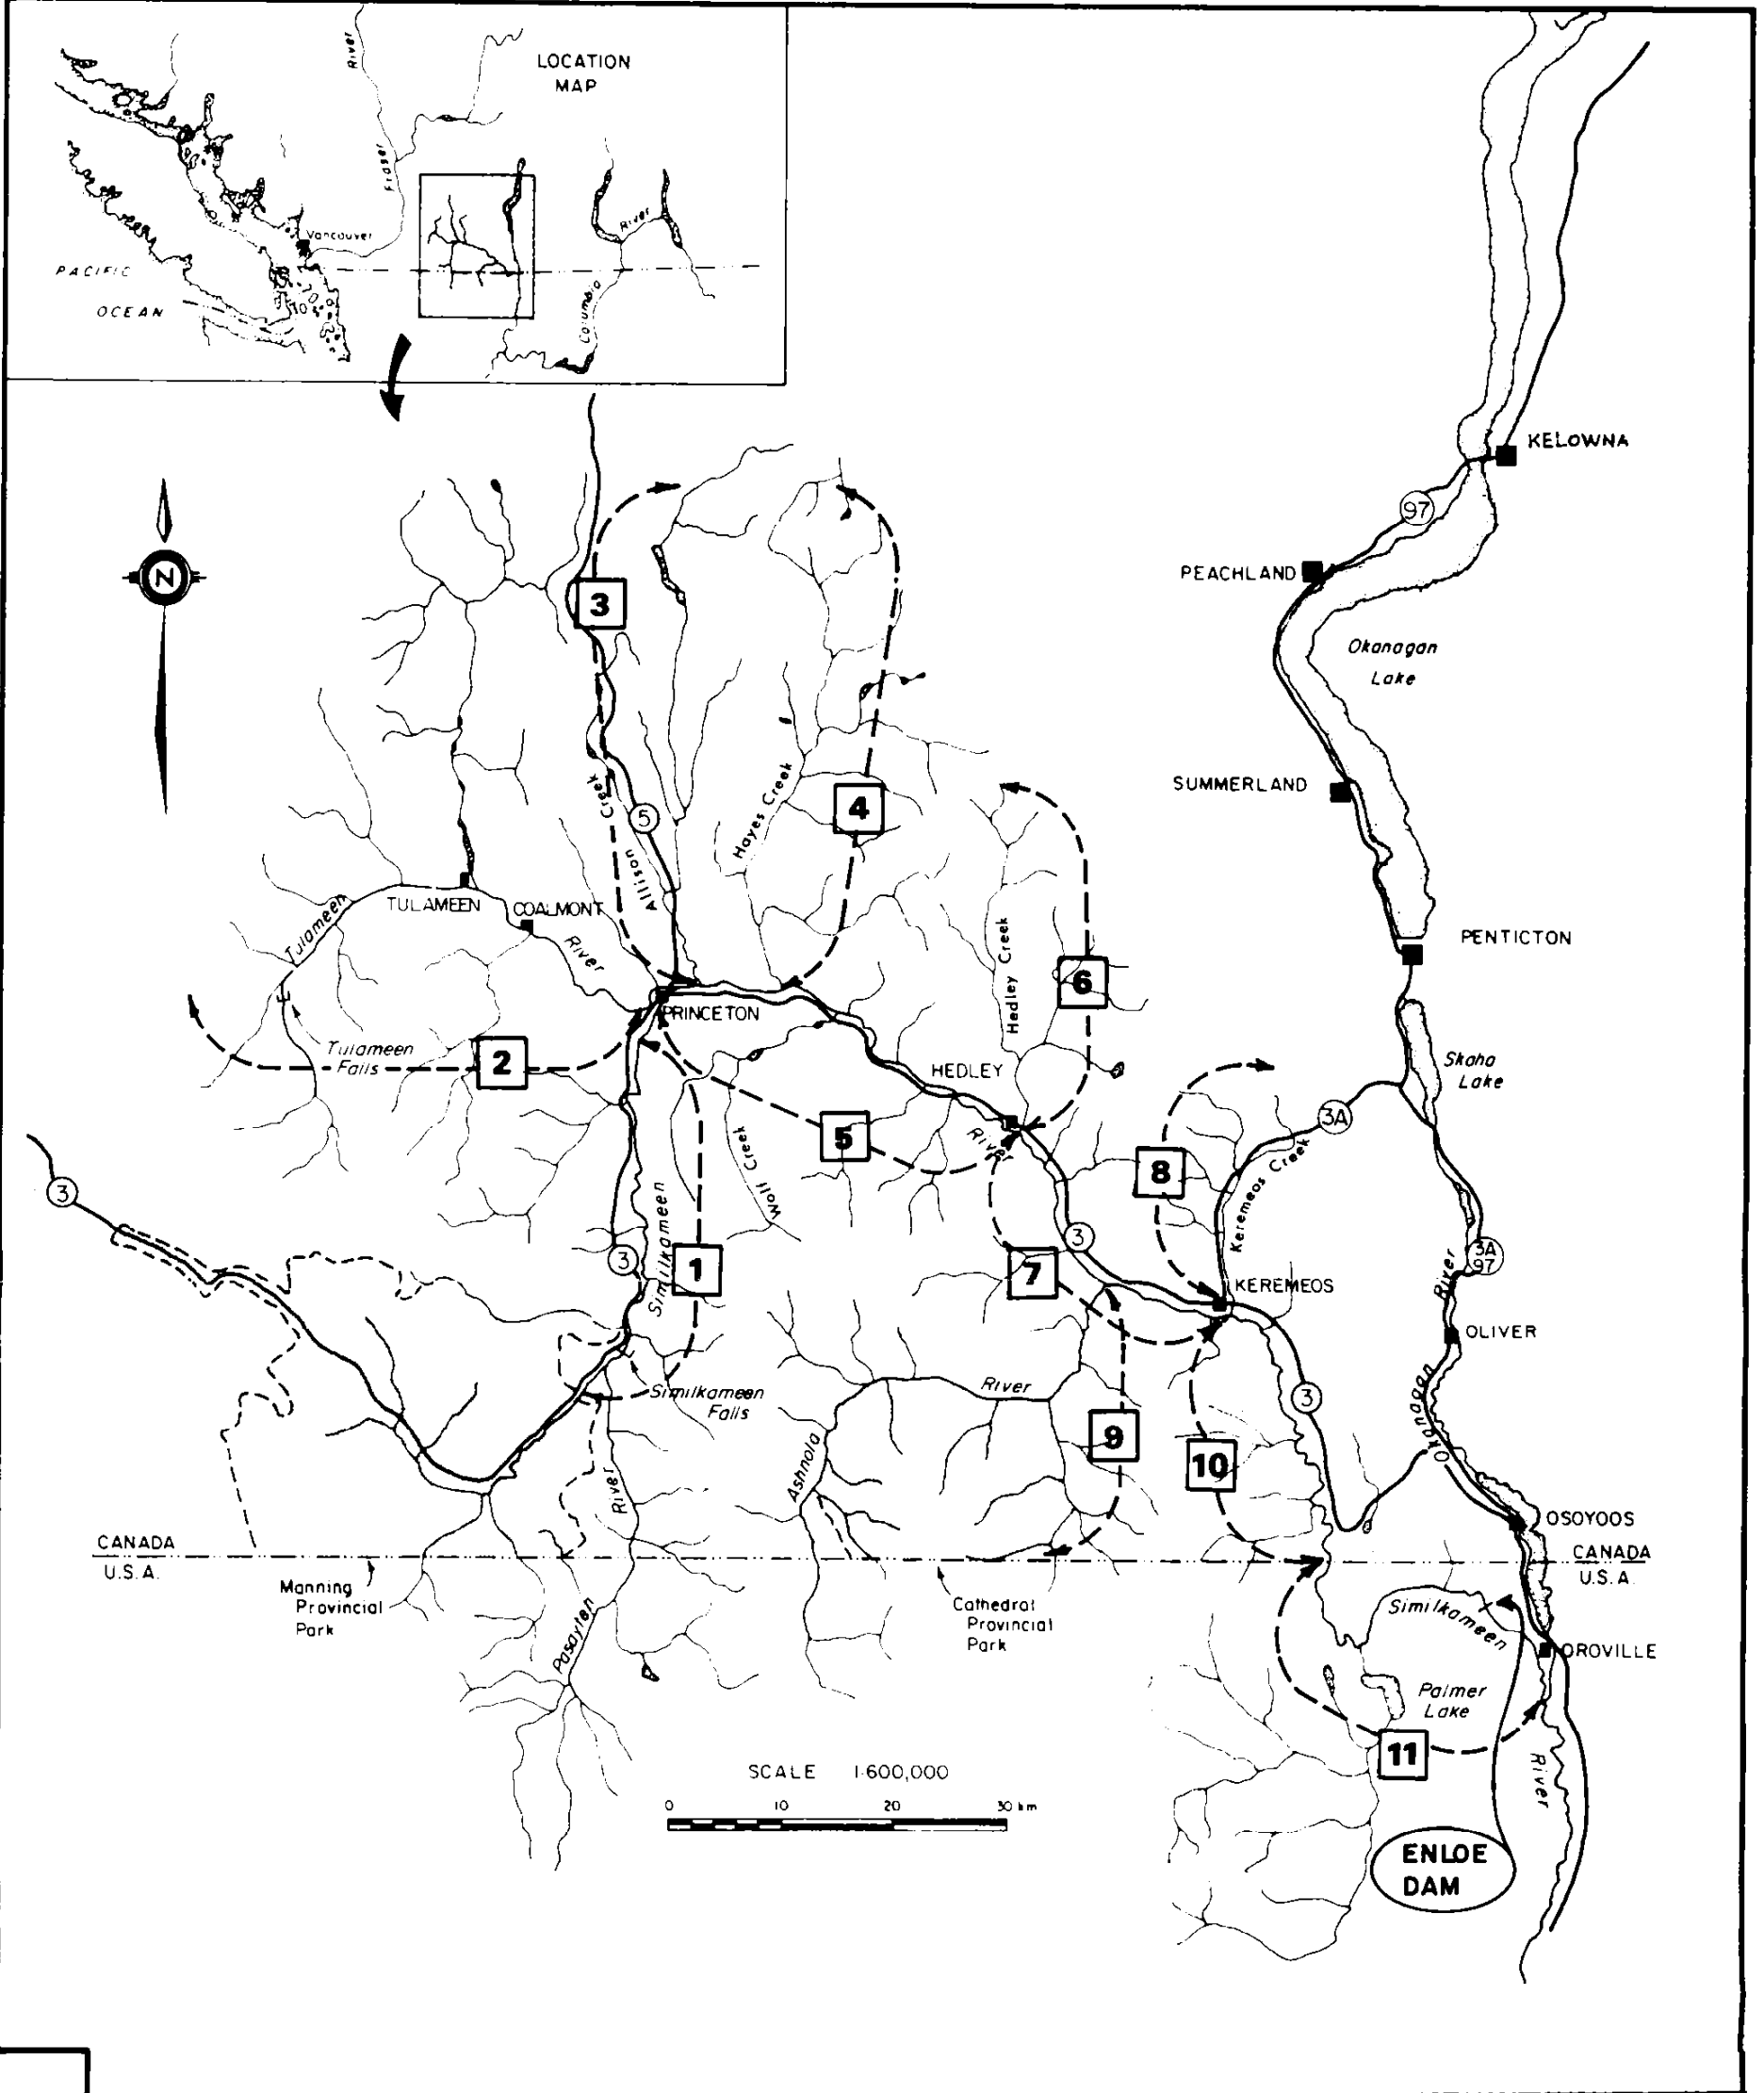 LOCATION
MAP
River
Fraser
Vancouver
River
Columbia
PACIFIC
OCEAN
N
KELOWNA
97
PEACHLAND
3
Okanagan
Lake
SUMMERLAND
Allison Creek
5
Hayes Creek
4
TULAMEEN
COALMONT
Tulameen
River
Hedley Creek
6
PENTICTON
PRINCETON
Tulameen
Falls
2
HEDLEY
Skaha
Lake
3A
5
River
8
Keremeos Creek
Wolf Creek
3
Similkameen
3
1
3
7
KEREMEOS
3A
97
River
OLIVER
Similkameen
Falls
River
3
Okanagan
9
10
Ashnola
River
OSOYOOS
CANADA
U.S.A.
CANADA
U.S.A.
Manning
Provincial
Park
Pasayten
Cathedral
Provincial
Park
Similkameen
OROVILLE
Palmer
Lake
11
River
SCALE 1:600,000
0 10 20 30 km
ENLOE
DAM